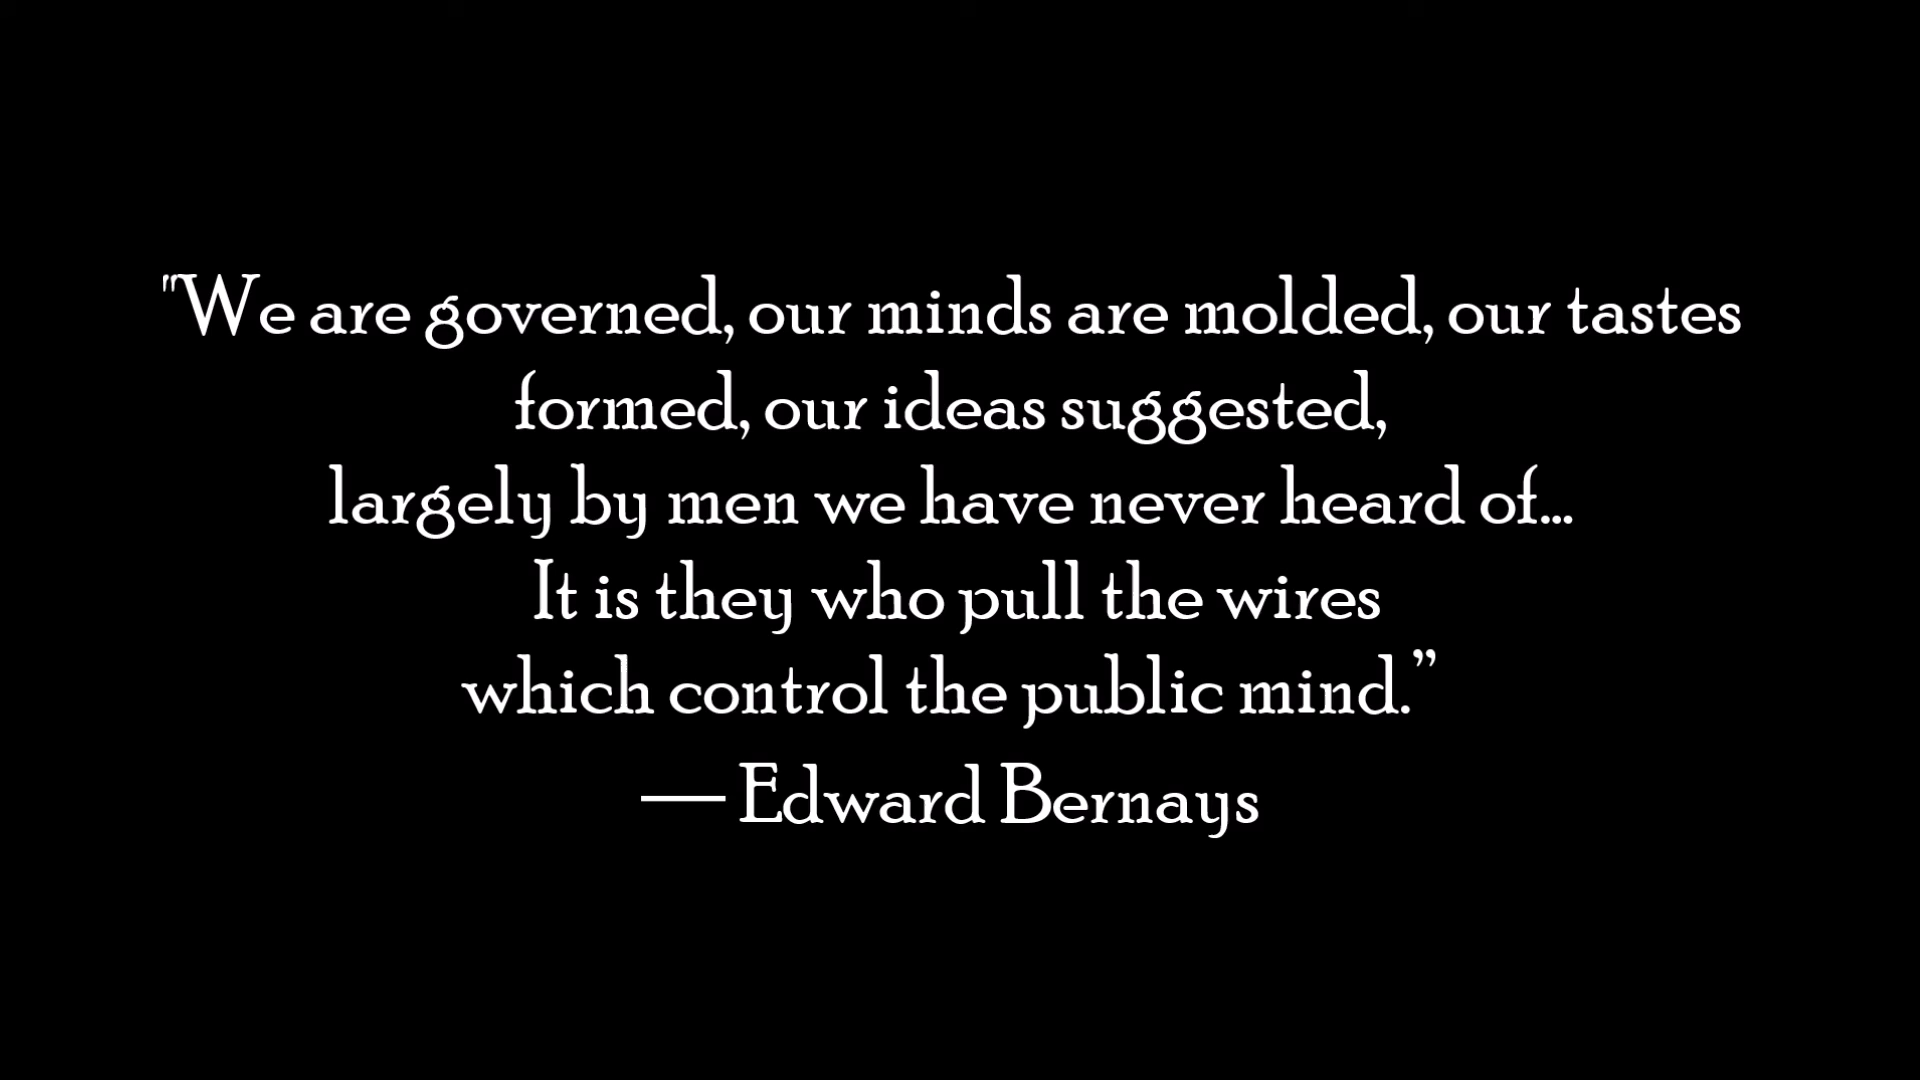 "We are governed, our minds are molded, our tastes
formed, our ideas suggested,
largely by men we have never heard of...
It is they who pull the wires
which control the public mind.”
— Edward Bernays